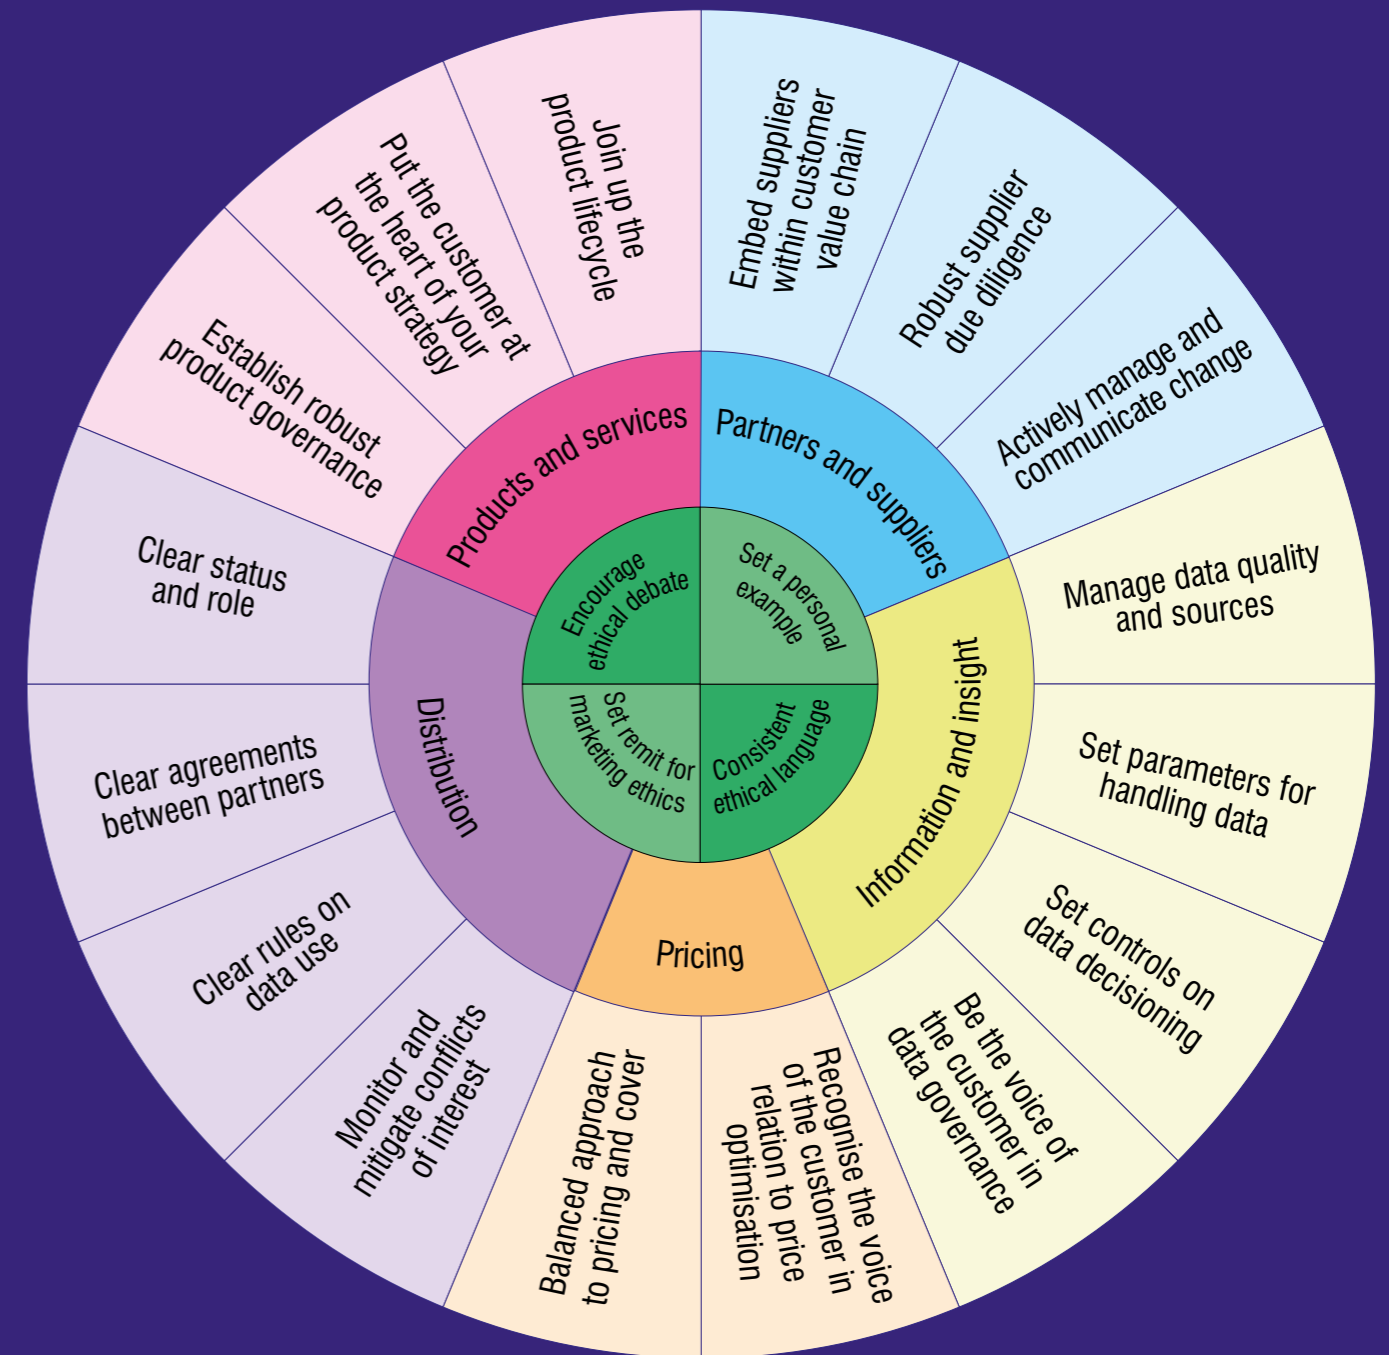 Join up the
product lifecycle
Embed suppliers
within customer
value chain
Robust supplier
due diligence
Actively manage and
communicate change
Manage data quality
and sources
Set parameters for
handling data
Set controls on
data decisioning
Be the voice of
the customer in
data governance
Recognise the voice
of the customer in
relation to price
optimisation
Balanced approach
to pricing and cover
Monitor and
mitigate conflicts
of interest
Clear rules on
data use
Clear agreements
between partners
Clear status
and role
Establish robust
product governance
Put the customer at
the heart of your
product strategy
Products and services
Partners and suppliers
Information and insight
Pricing
Distribution
Encourage
ethical debate
Set a personal
example
Consistent
ethical language
Set remit for
marketing ethics